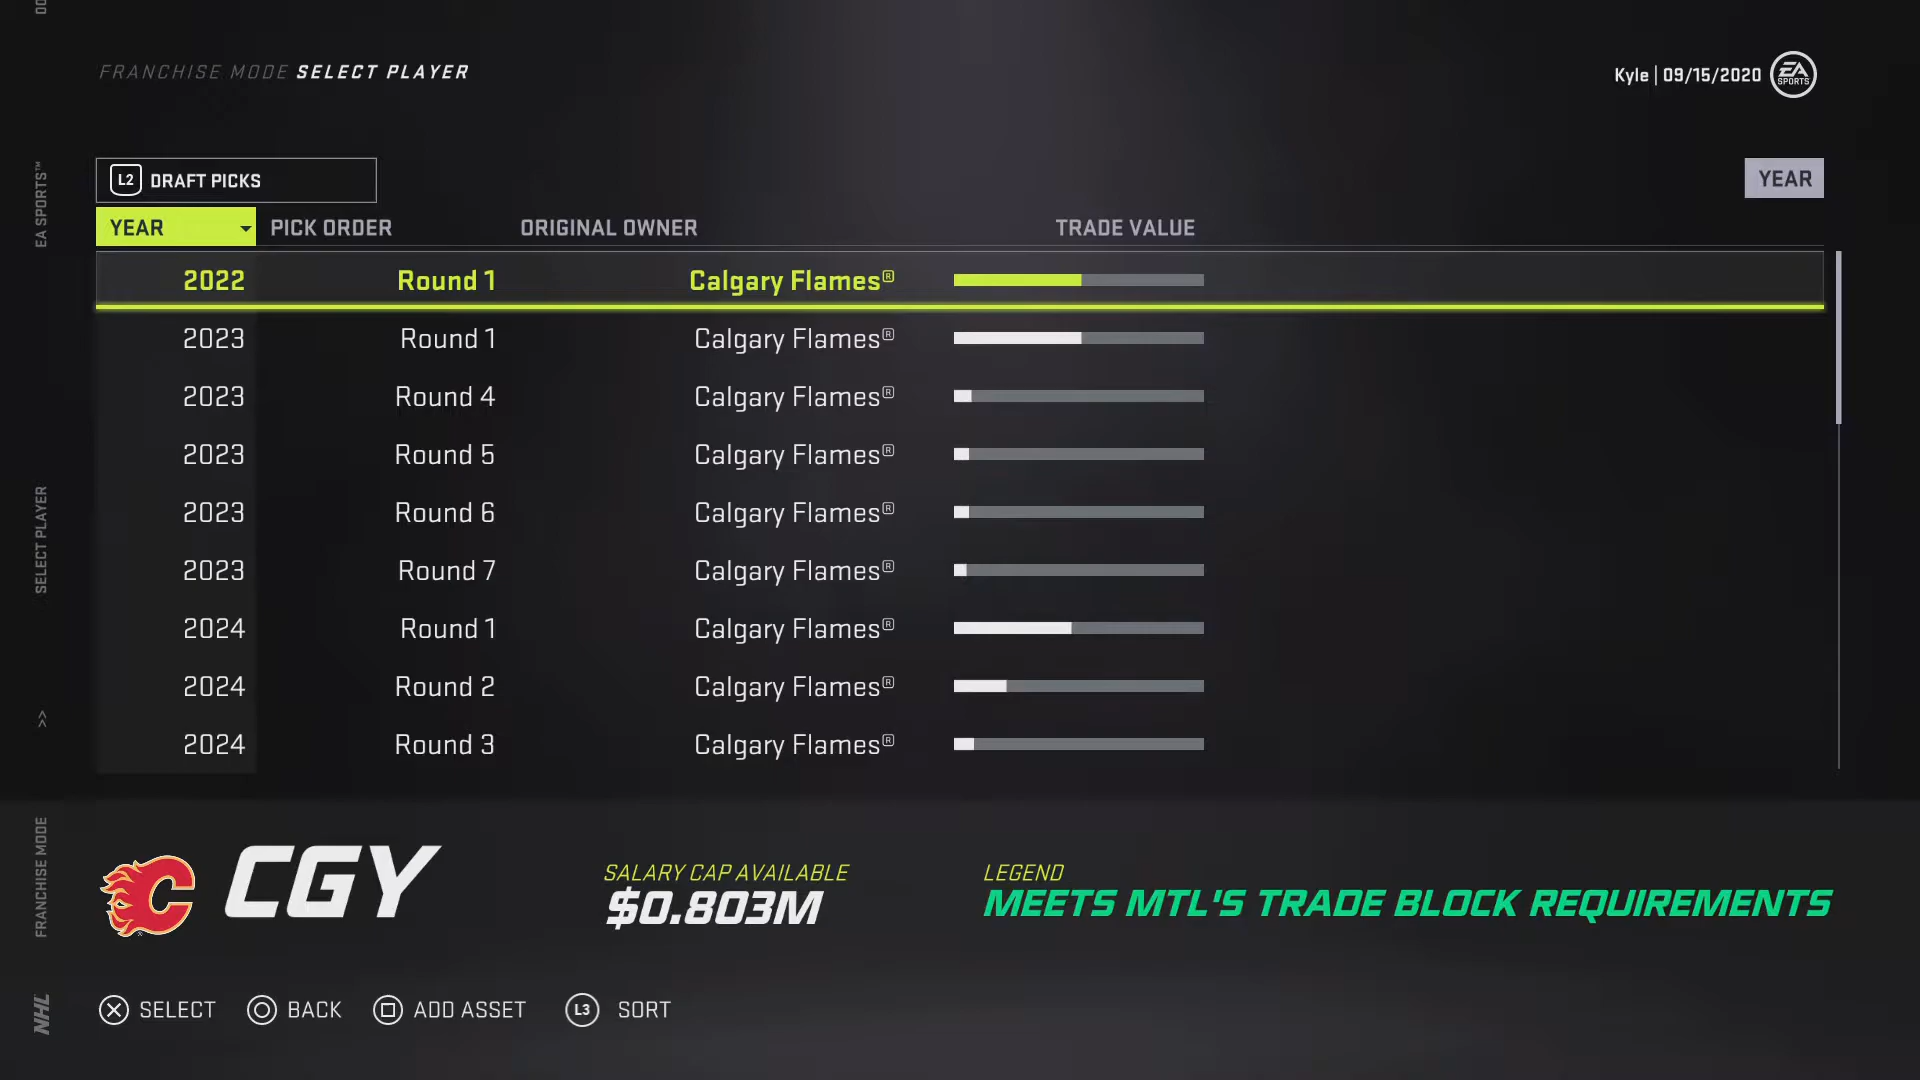 FRANCHISE MODE SELECT PLAYER
Kyle | 09/15/2020
EA SPORTS
L2 DRAFT PICKS
YEAR
YEAR PICK ORDER ORIGINAL OWNER TRADE VALUE
2022 Round 1 Calgary Flames®
2023 Round 1 Calgary Flames®
2023 Round 4 Calgary Flames®
2023 Round 5 Calgary Flames®
2023 Round 6 Calgary Flames®
2023 Round 7 Calgary Flames®
2024 Round 1 Calgary Flames®
2024 Round 2 Calgary Flames®
2024 Round 3 Calgary Flames®
EA SPORTS™
SELECT PLAYER
>>
FRANCHISE MODE
NHL
C
CGY
SALARY CAP AVAILABLE
$0.803M
LEGEND
MEETS MTL'S TRADE BLOCK REQUIREMENTS
SELECT BACK ADD ASSET L3 SORT